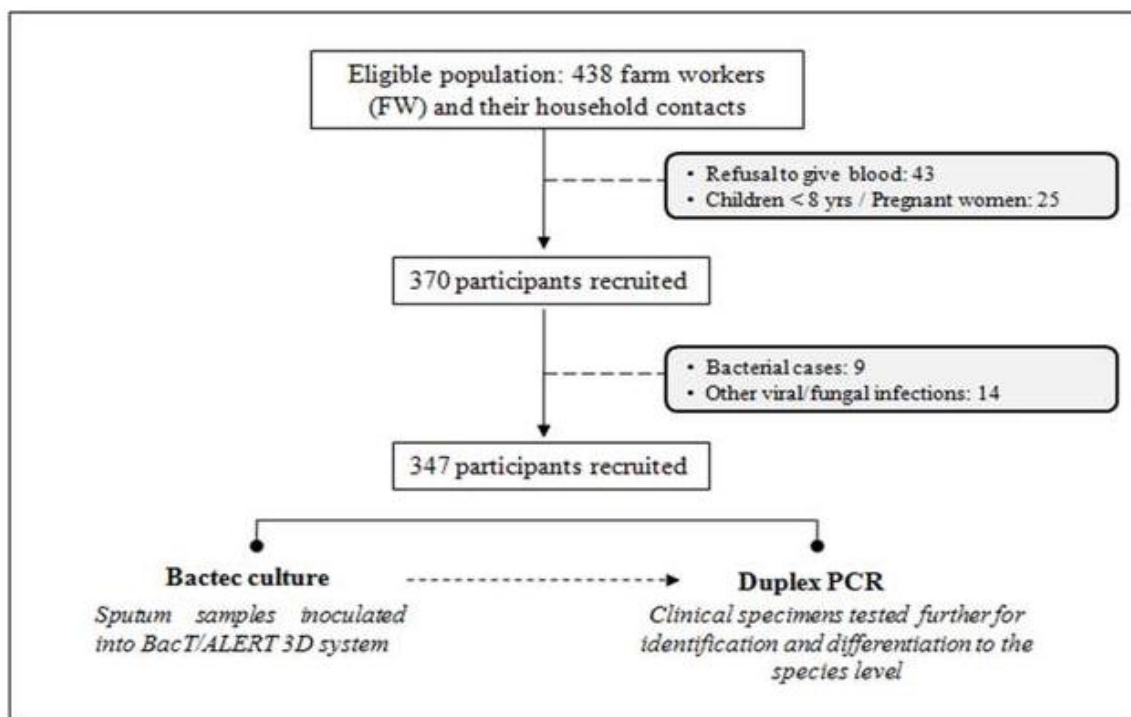 Eligible population: 438 farm workers
(FW) and their household contacts
• Refusal to give blood: 43
• Children < 8 yrs / Pregnant women: 25
370 participants recruited
• Bacterial cases: 9
• Other viral/fungal infections: 14
347 participants recruited
Bactec culture
Sputum samples inoculated
into BacT/ALERT 3D system
Duplex PCR
Clinical specimens tested further for
identification and differentiation to the
species level